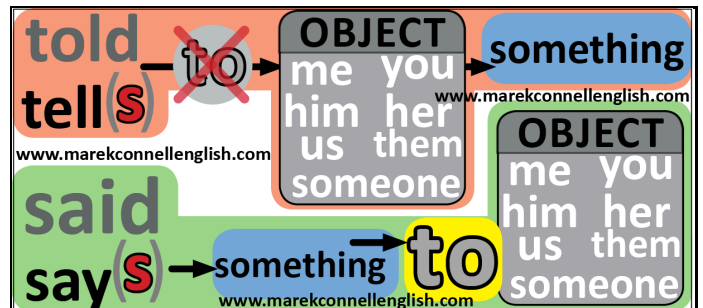 told
tell(s)
to
OBJECT
me you
him her
us them
someone
something
www.marekconnellenglish.com
www.marekconnellenglish.com
said
say(s)
something
to
OBJECT
me you
him her
us them
someone
www.marekconnellenglish.com